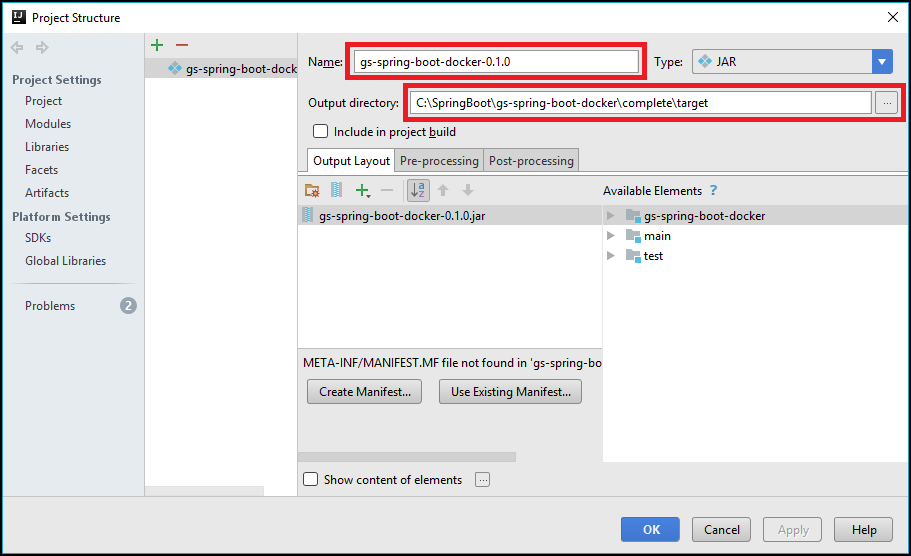 Project Structure
Project Settings
Project
Modules
Libraries
Facets
Artifacts
Platform Settings
SDKs
Global Libraries
Problems 2
gs-spring-boot-dock
Name: gs-spring-boot-docker-0.1.0 Type: JAR
Output directory: C:\SpringBoot\gs-spring-boot-docker\complete\target ...
Include in project build
Output Layout Pre-processing Post-processing
a
z
Available Elements ?
gs-spring-boot-docker-0.1.0.jar
gs-spring-boot-docker
main
test
META-INF/MANIFEST.MF file not found in 'gs-spring-bo
Create Manifest... Use Existing Manifest...
Show content of elements ...
OK Cancel Apply Help